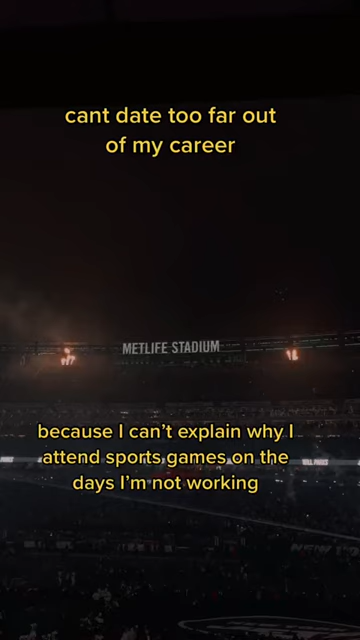 cant date too far out
of my career
METLIFE STADIUM
because I can’t explain why I
attend sports games on the
days I’m not working